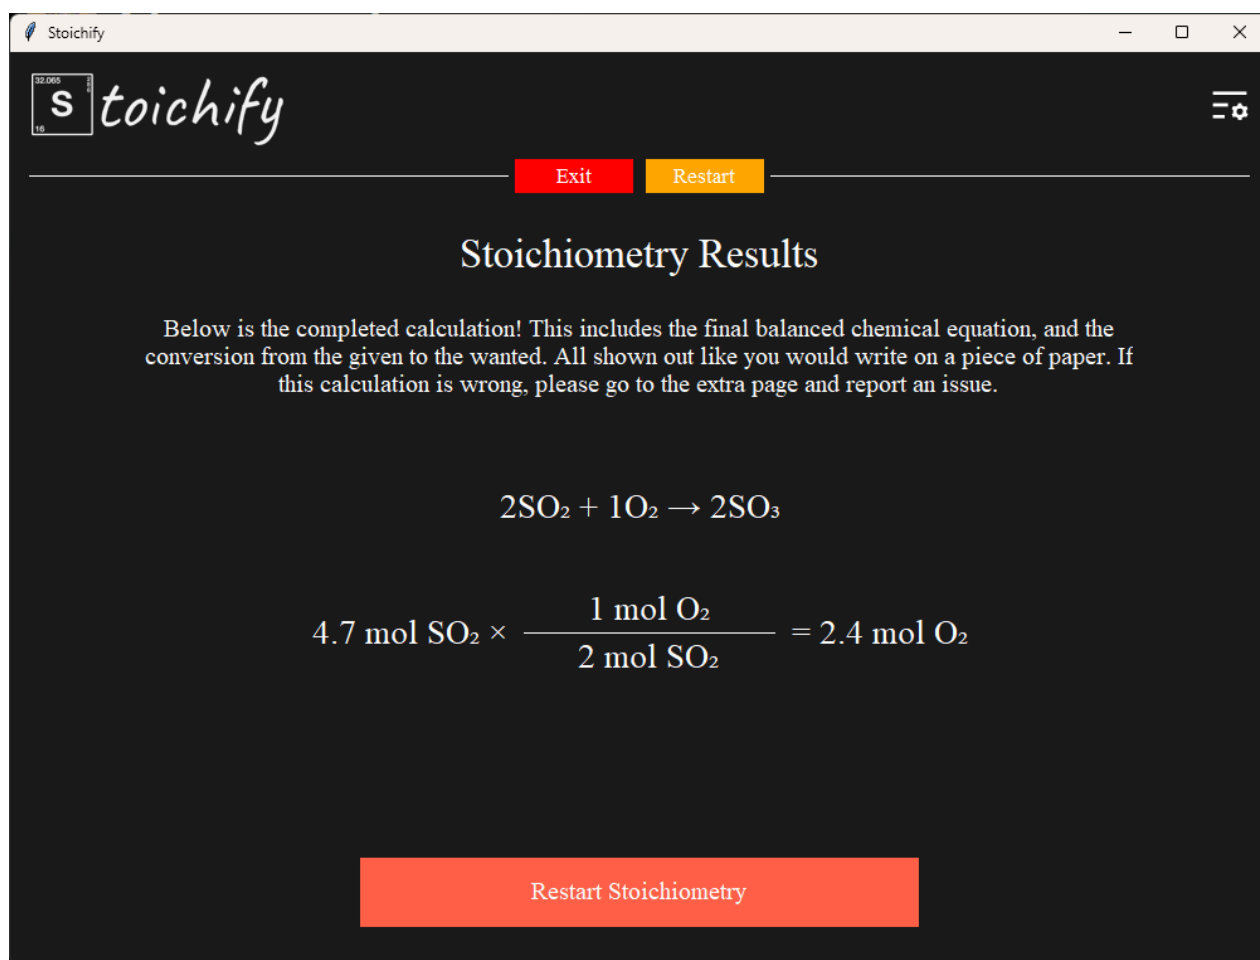 Stoichify
32.065
S
16
toichify
Exit
Restart
Stoichiometry Results
Below is the completed calculation! This includes the final balanced chemical equation, and the
conversion from the given to the wanted. All shown out like you would write on a piece of paper. If
this calculation is wrong, please go to the extra page and report an issue.
2SO₂ + 1O₂ → 2SO₃
1 mol O₂
4.7 mol SO₂ × = 2.4 mol O₂
2 mol SO₂
Restart Stoichiometry